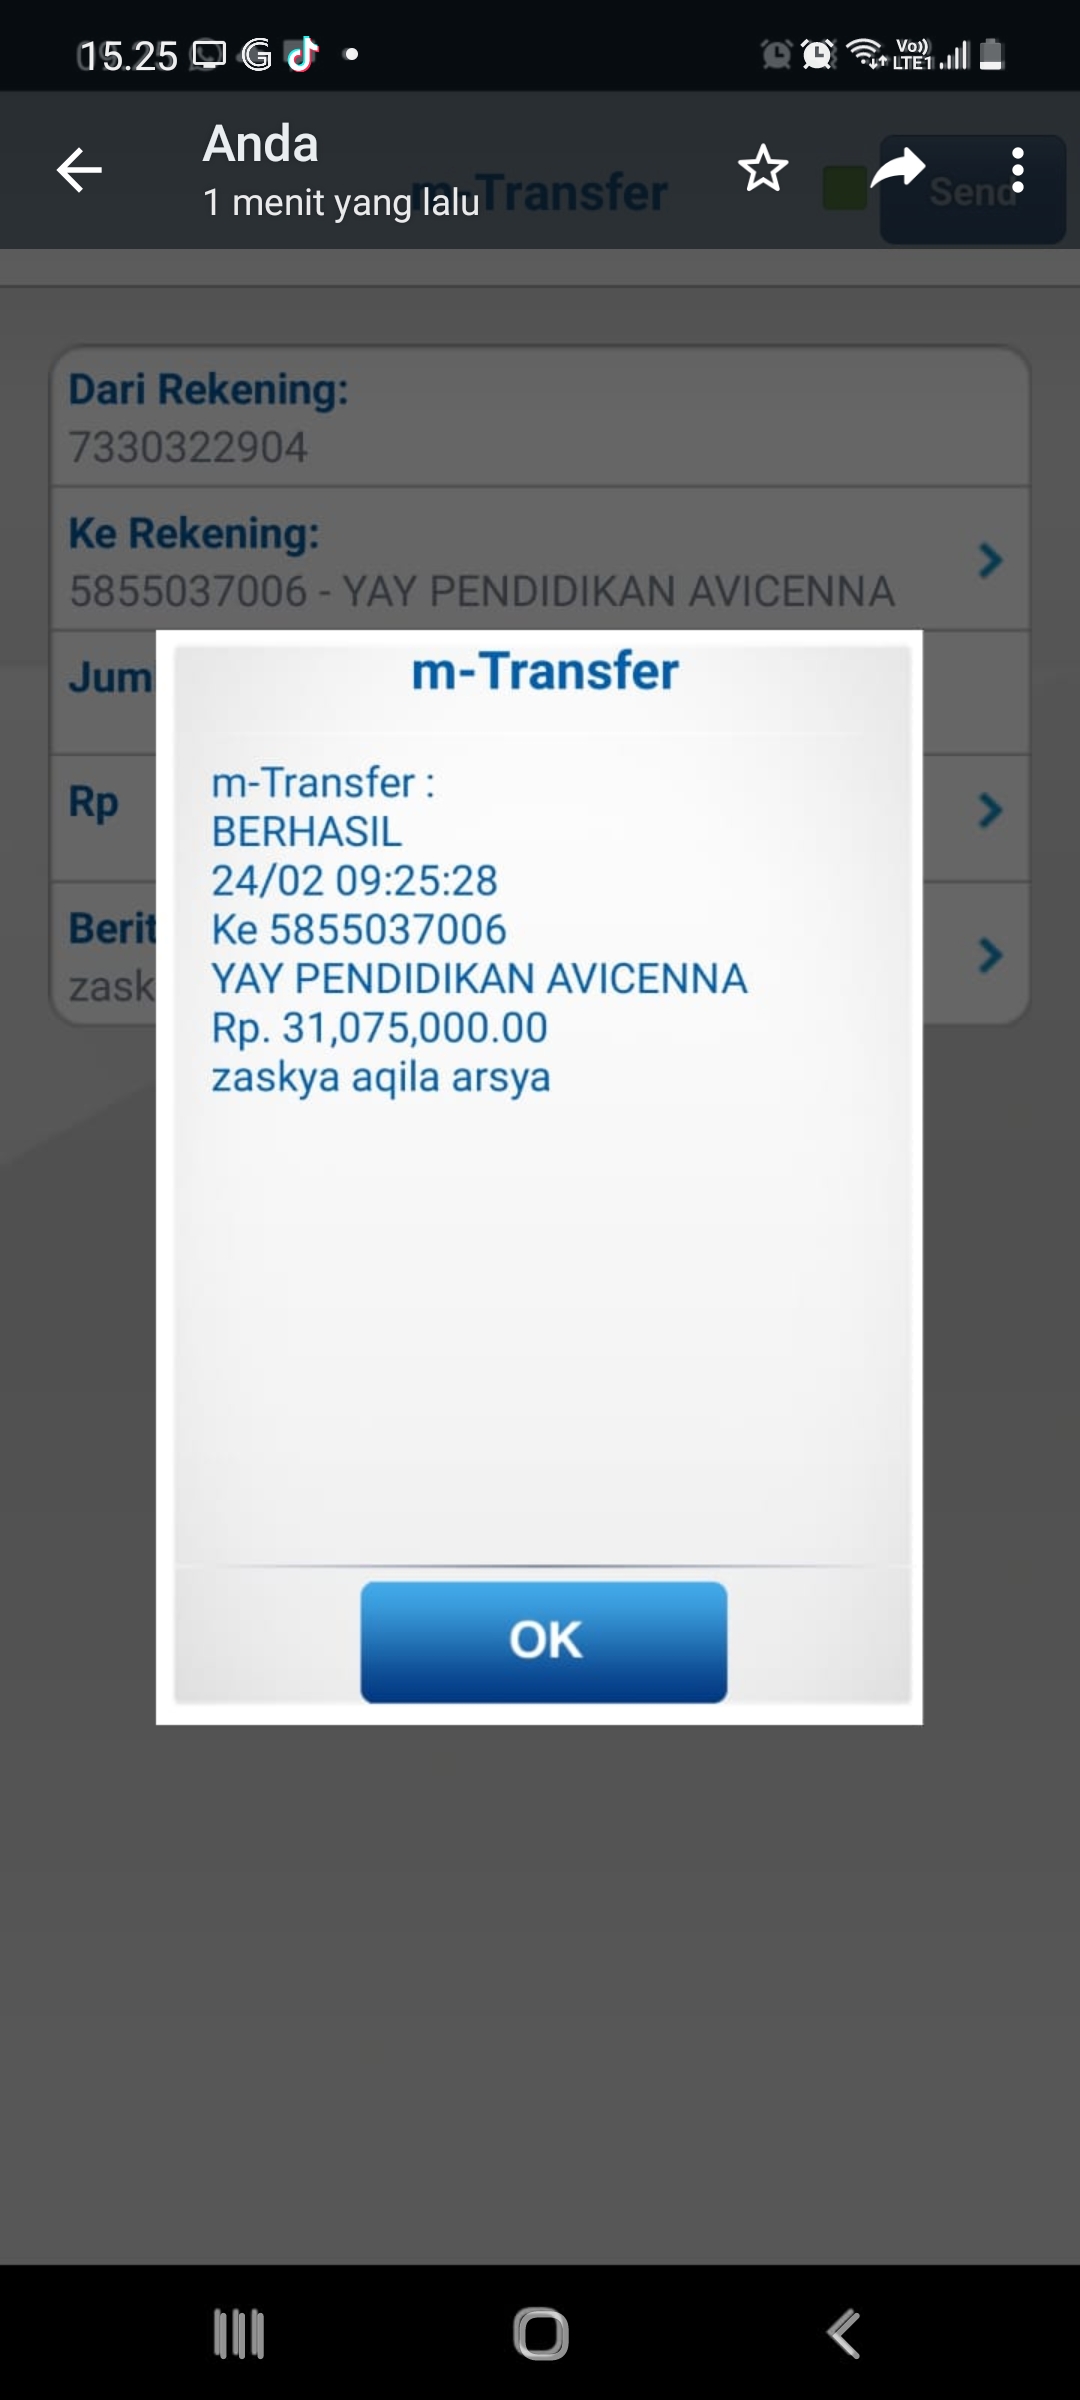 15.25
Vo))
LTE1
Anda
1 menit yang lalu
m-Transfer
Send
Dari Rekening:
7330322904
Ke Rekening:
5855037006 - YAY PENDIDIKAN AVICENNA
Jum
Rp
Berit
zask
m-Transfer
m-Transfer :
BERHASIL
24/02 09:25:28
Ke 5855037006
YAY PENDIDIKAN AVICENNA
Rp. 31,075,000.00
zaskya aqila arsya
OK